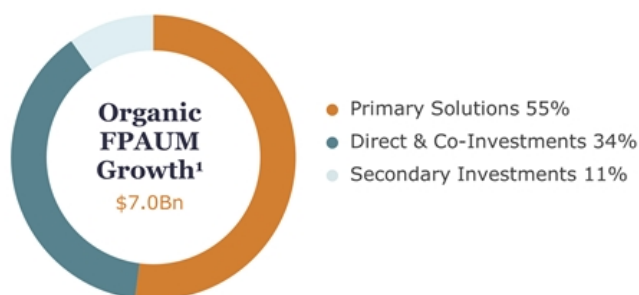 Organic
FPAUM
Growth¹
$7.0Bn
Primary Solutions 55%
Direct & Co-Investments 34%
Secondary Investments 11%